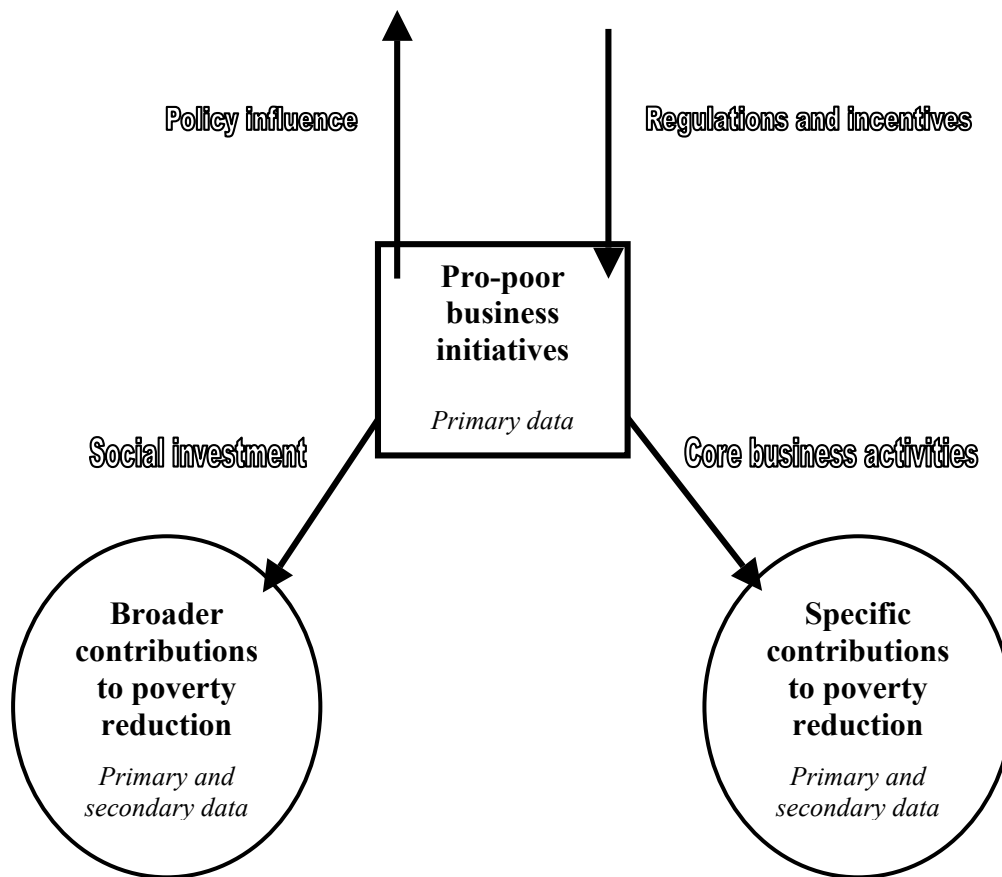 Policy influence
Regulations and incentives
Pro-poor
business
initiatives
Primary data
Social investment
Core business activities
Broader
contributions
to poverty
reduction
Primary and
secondary data
Specific
contributions
to poverty
reduction
Primary and
secondary data